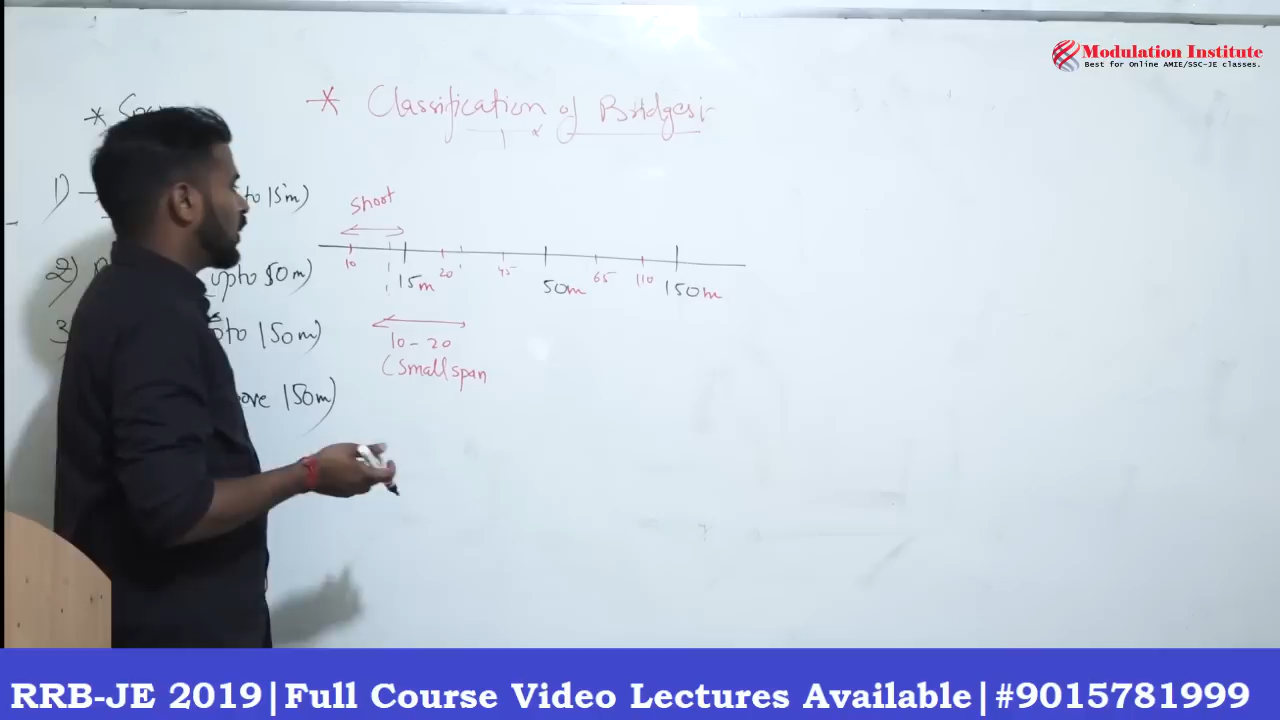 Modulation Institute
Best for Online AMIE/SSC-JE classes.
* Classification of Bridges:-
*
1) to 15m)
shoot
10 15m 20 45 50m 65 110 150m
2) upto 50m)
3 pto 150m)
10-20
(Small span
ove 150m)
RRB-JE 2019|Full Course Video Lectures Available|#9015781999